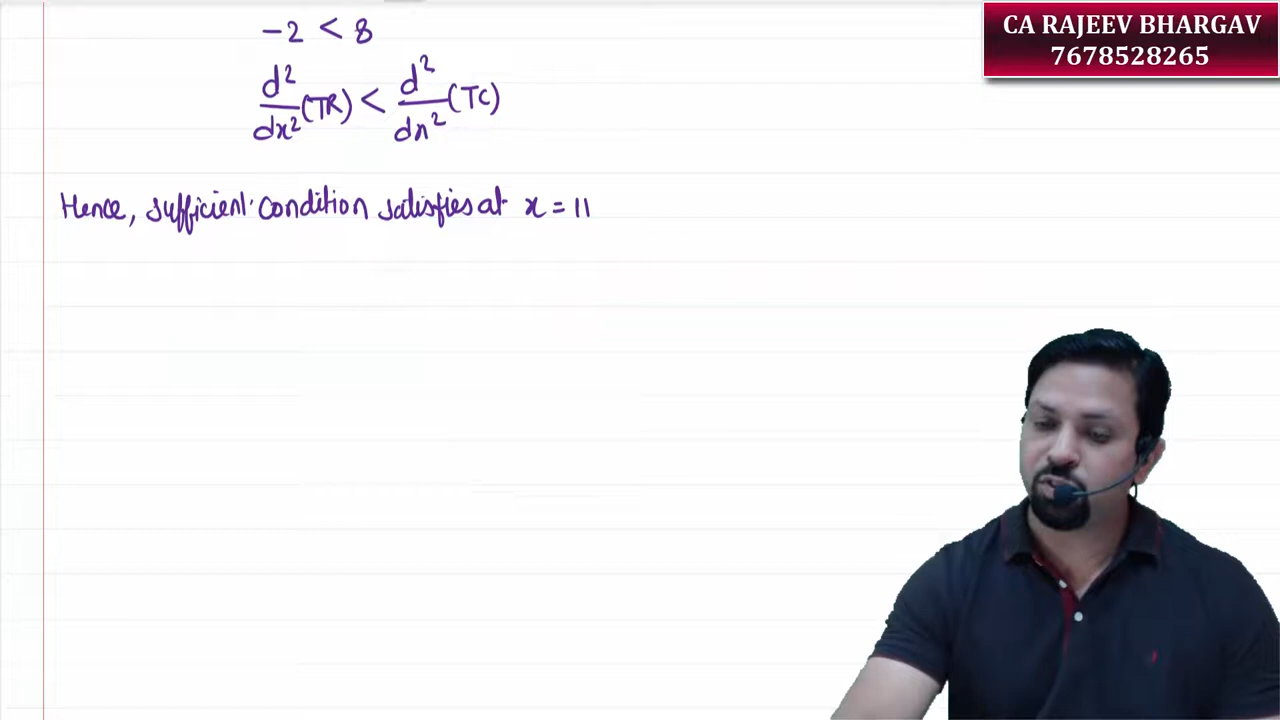 CA RAJEEV BHARGAV
7678528265
-2 < 8
d²/dx² (TR) < d²/dx² (TC)
Hence, sufficient condition satisfies at x = 11